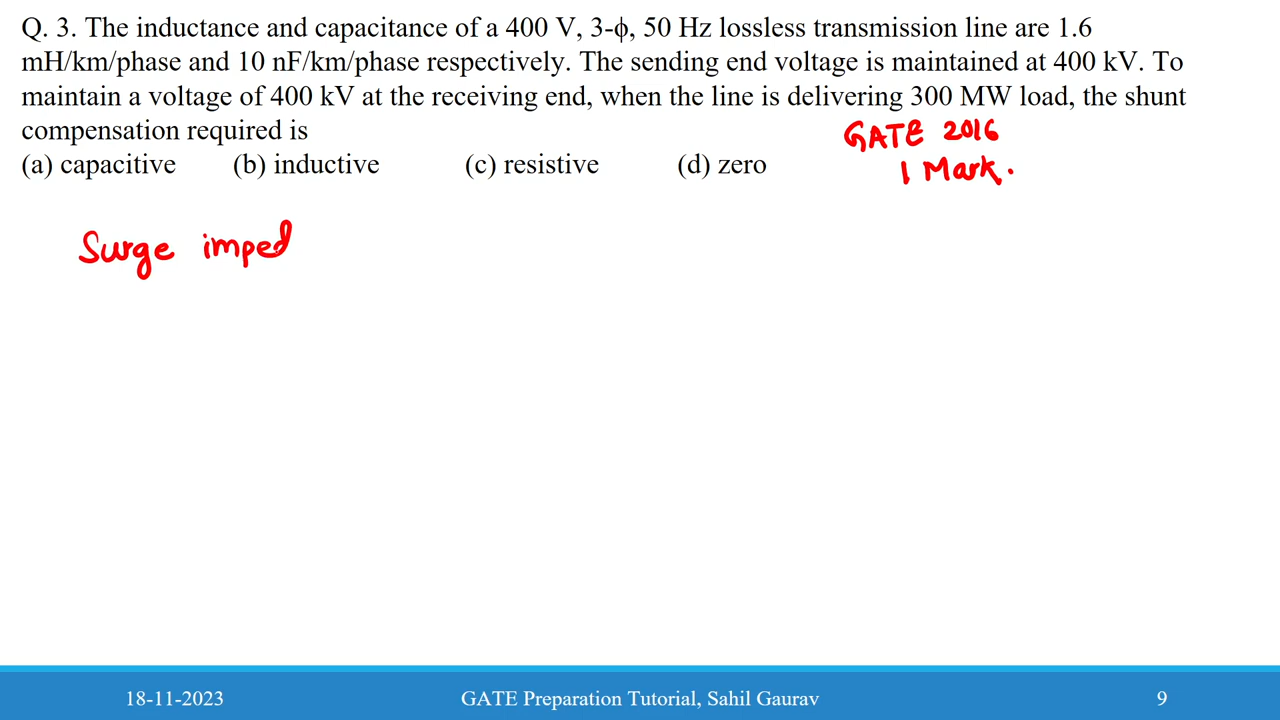 Q. 3. The inductance and capacitance of a 400 V, 3-ϕ, 50 Hz lossless transmission line are 1.6
mH/km/phase and 10 nF/km/phase respectively. The sending end voltage is maintained at 400 kV. To
maintain a voltage of 400 kV at the receiving end, when the line is delivering 300 MW load, the shunt
compensation required is
(a) capacitive (b) inductive (c) resistive (d) zero
GATE 2016
1 Mark.
Surge imped
18-11-2023 GATE Preparation Tutorial, Sahil Gaurav 9